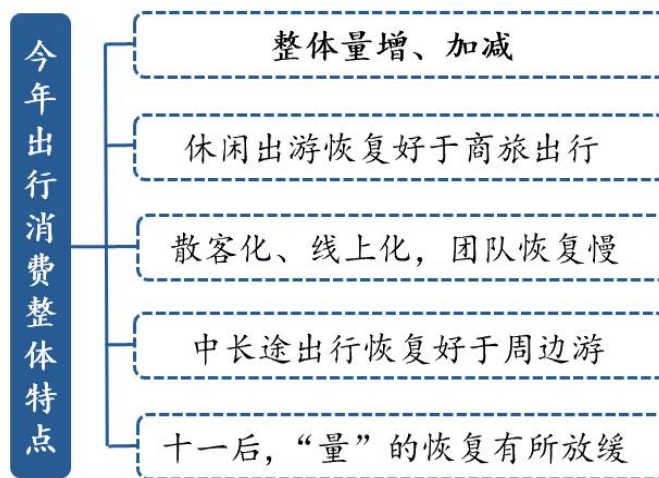 今年出行消费整体特点
整体量增、加减
休闲出游恢复好于商旅出行
散客化、线上化，团队恢复慢
中长途出行恢复好于周边游
十一后，“量”的恢复有所放缓